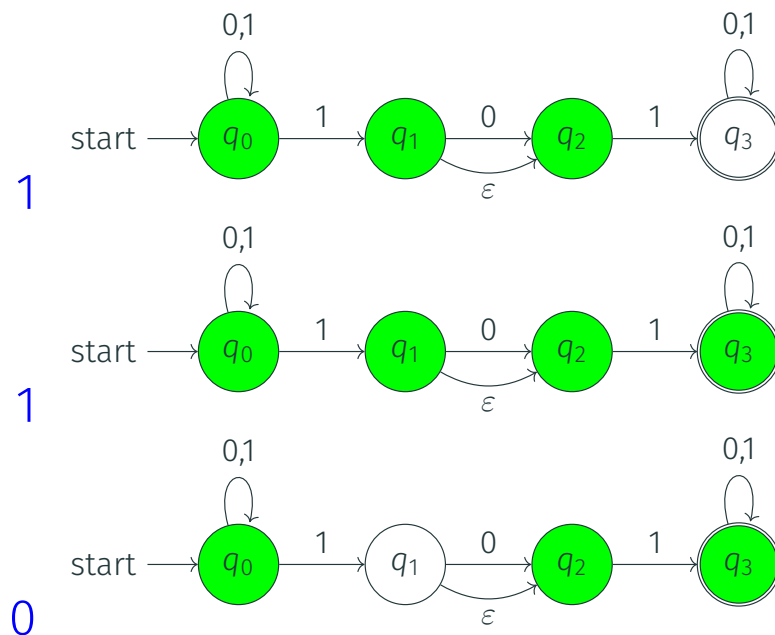 0,1 0,1
start q₀ 1 q₁ 0 q₂ 1 q₃
ε
1
0,1 0,1
start q₀ 1 q₁ 0 q₂ 1 q₃
ε
1
0,1 0,1
start q₀ 1 q₁ 0 q₂ 1 q₃
ε
0